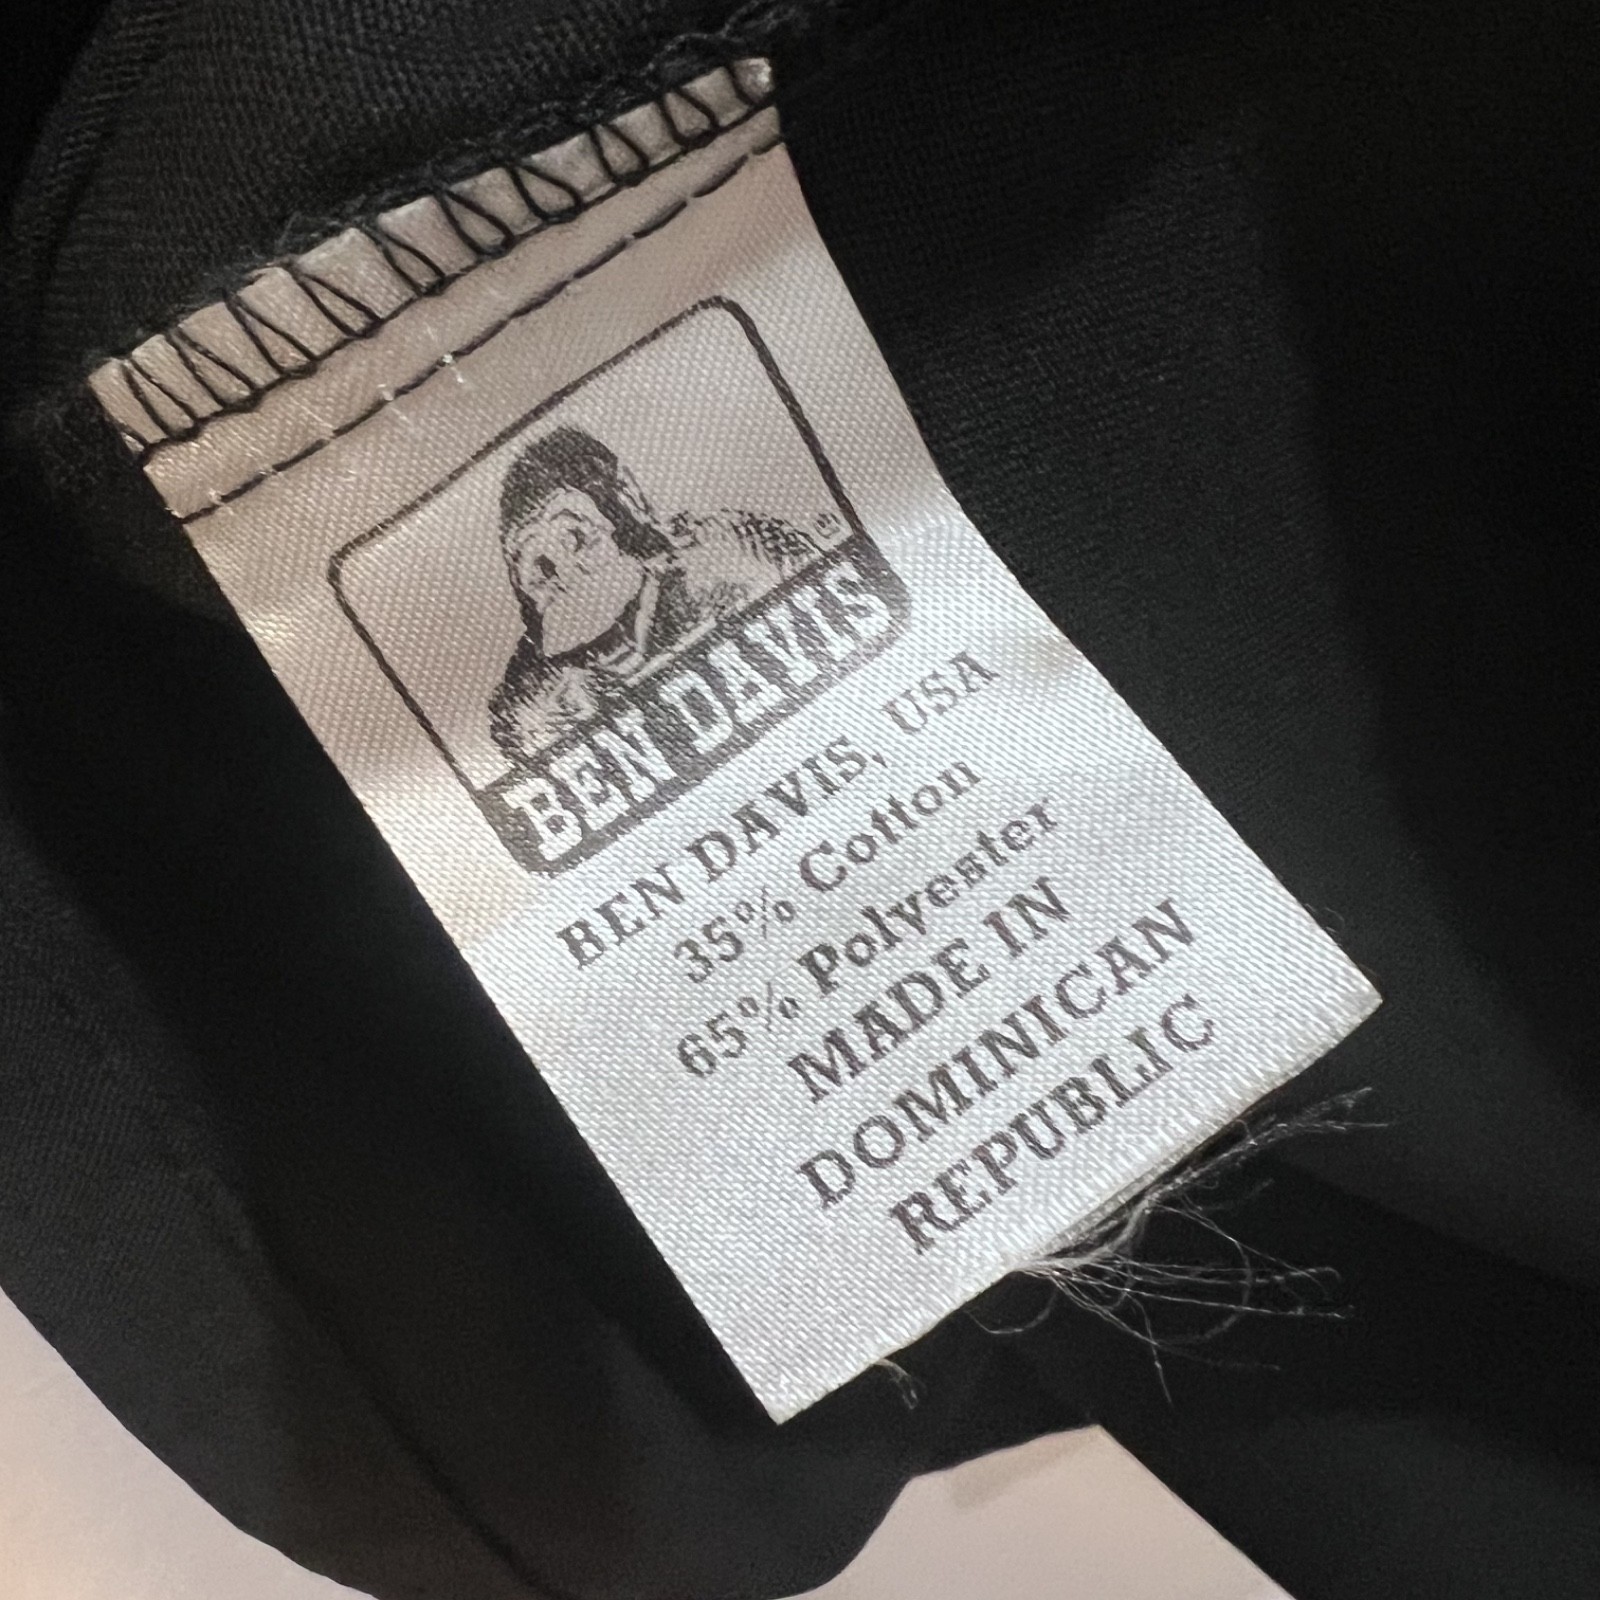 BEN DAVIS
BEN DAVIS, USA
35% Cotton
65% Polyester
MADE IN
DOMINICAN
REPUBLIC